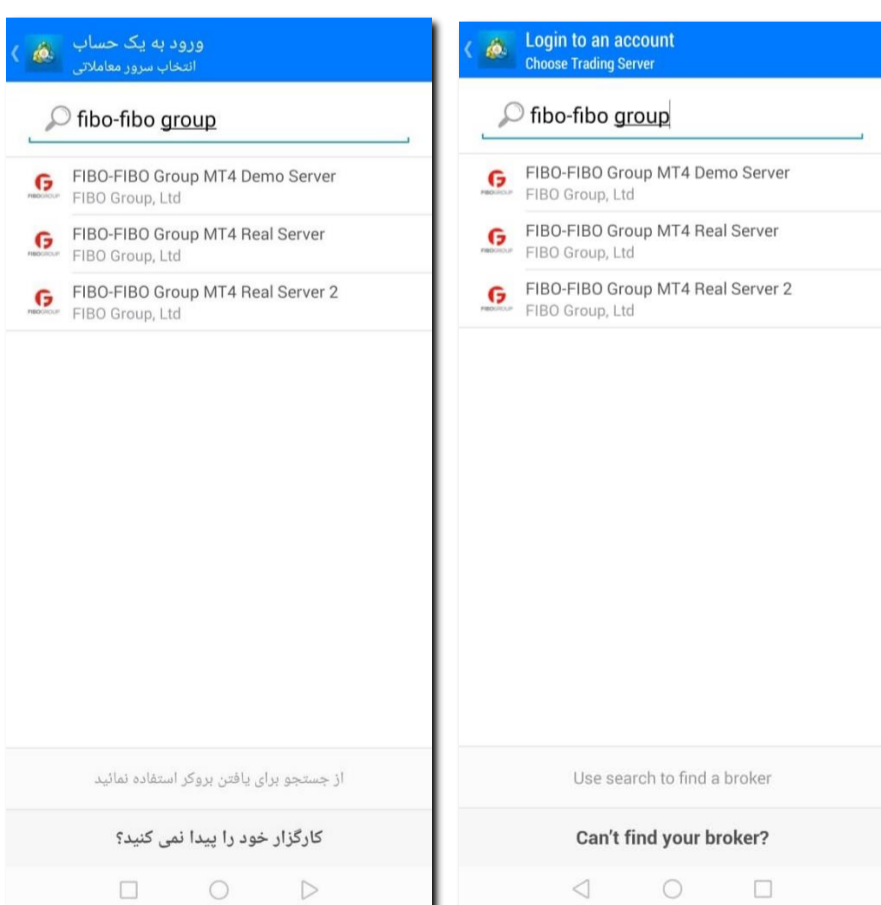 ورود به یک حساب
انتخاب سرور معاملاتی
fibo-fibo group
FIBO-FIBO Group MT4 Demo Server
FIBO Group, Ltd
FIBO-FIBO Group MT4 Real Server
FIBO Group, Ltd
FIBO-FIBO Group MT4 Real Server 2
FIBO Group, Ltd
از جستجو برای یافتن بروکر استفاده نمائید
کارگزار خود را پیدا نمی کنید؟
Login to an account
Choose Trading Server
fibo-fibo group
FIBO-FIBO Group MT4 Demo Server
FIBO Group, Ltd
FIBO-FIBO Group MT4 Real Server
FIBO Group, Ltd
FIBO-FIBO Group MT4 Real Server 2
FIBO Group, Ltd
Use search to find a broker
Can't find your broker?